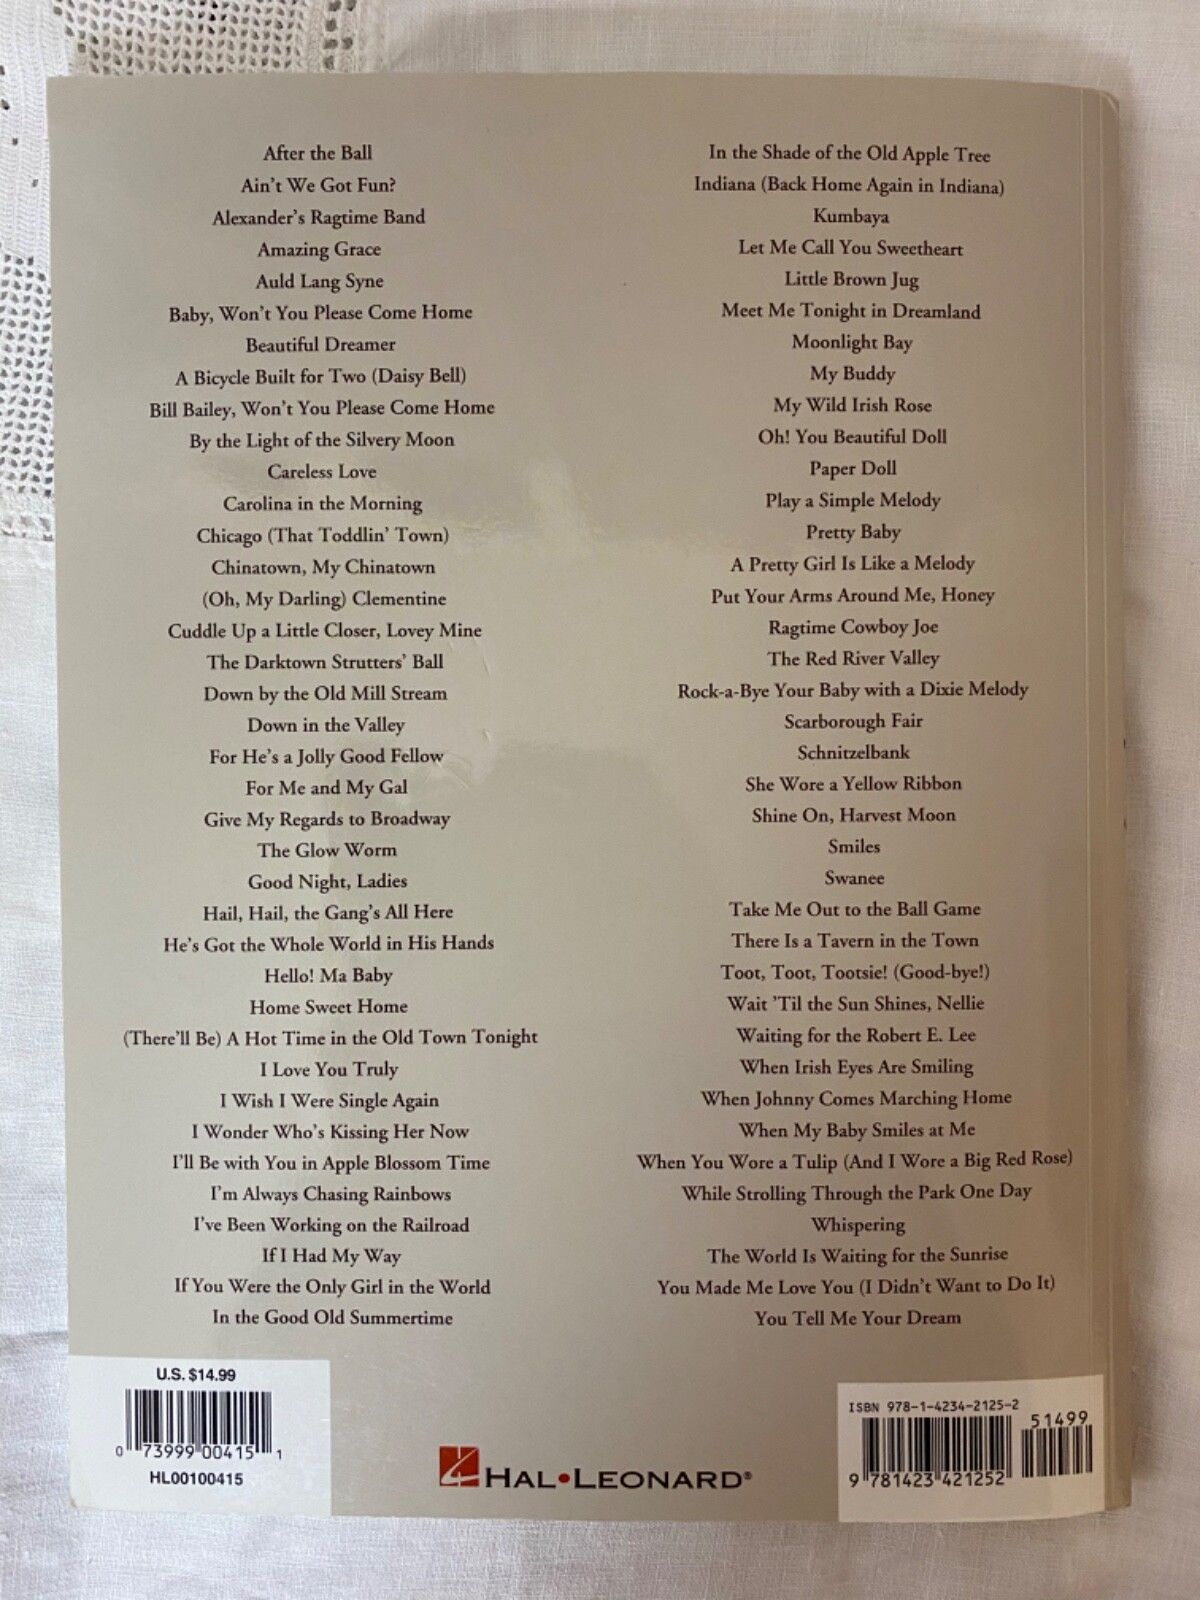 After the Ball
Ain't We Got Fun?
Alexander's Ragtime Band
Amazing Grace
Auld Lang Syne
Baby, Won't You Please Come Home
Beautiful Dreamer
A Bicycle Built for Two (Daisy Bell)
Bill Bailey, Won't You Please Come Home
By the Light of the Silvery Moon
Careless Love
Carolina in the Morning
Chicago (That Toddlin' Town)
Chinatown, My Chinatown
(Oh, My Darling) Clementine
Cuddle Up a Little Closer, Lovey Mine
The Darktown Strutters' Ball
Down by the Old Mill Stream
Down in the Valley
For He's a Jolly Good Fellow
For Me and My Gal
Give My Regards to Broadway
The Glow Worm
Good Night, Ladies
Hail, Hail, the Gang's All Here
He's Got the Whole World in His Hands
Hello! Ma Baby
Home Sweet Home
(There'll Be) A Hot Time in the Old Town Tonight
I Love You Truly
I Wish I Were Single Again
I Wonder Who's Kissing Her Now
I'll Be with You in Apple Blossom Time
I'm Always Chasing Rainbows
I've Been Working on the Railroad
If I Had My Way
If You Were the Only Girl in the World
In the Good Old Summertime
In the Shade of the Old Apple Tree
Indiana (Back Home Again in Indiana)
Kumbaya
Let Me Call You Sweetheart
Little Brown Jug
Meet Me Tonight in Dreamland
Moonlight Bay
My Buddy
My Wild Irish Rose
Oh! You Beautiful Doll
Paper Doll
Play a Simple Melody
Pretty Baby
A Pretty Girl Is Like a Melody
Put Your Arms Around Me, Honey
Ragtime Cowboy Joe
The Red River Valley
Rock-a-Bye Your Baby with a Dixie Melody
Scarborough Fair
Schnitzelbank
She Wore a Yellow Ribbon
Shine On, Harvest Moon
Smiles
Swanee
Take Me Out to the Ball Game
There Is a Tavern in the Town
Toot, Toot, Tootsie! (Good-bye!)
Wait 'Til the Sun Shines, Nellie
Waiting for the Robert E. Lee
When Irish Eyes Are Smiling
When Johnny Comes Marching Home
When My Baby Smiles at Me
When You Wore a Tulip (And I Wore a Big Red Rose)
While Strolling Through the Park One Day
Whispering
The World Is Waiting for the Sunrise
You Made Me Love You (I Didn't Want to Do It)
You Tell Me Your Dream
U.S. $14.99
0 73999 00415 1
HL00100415
HAL•LEONARD®
ISBN 978-1-4234-2125-2
51499
9 781423 421252